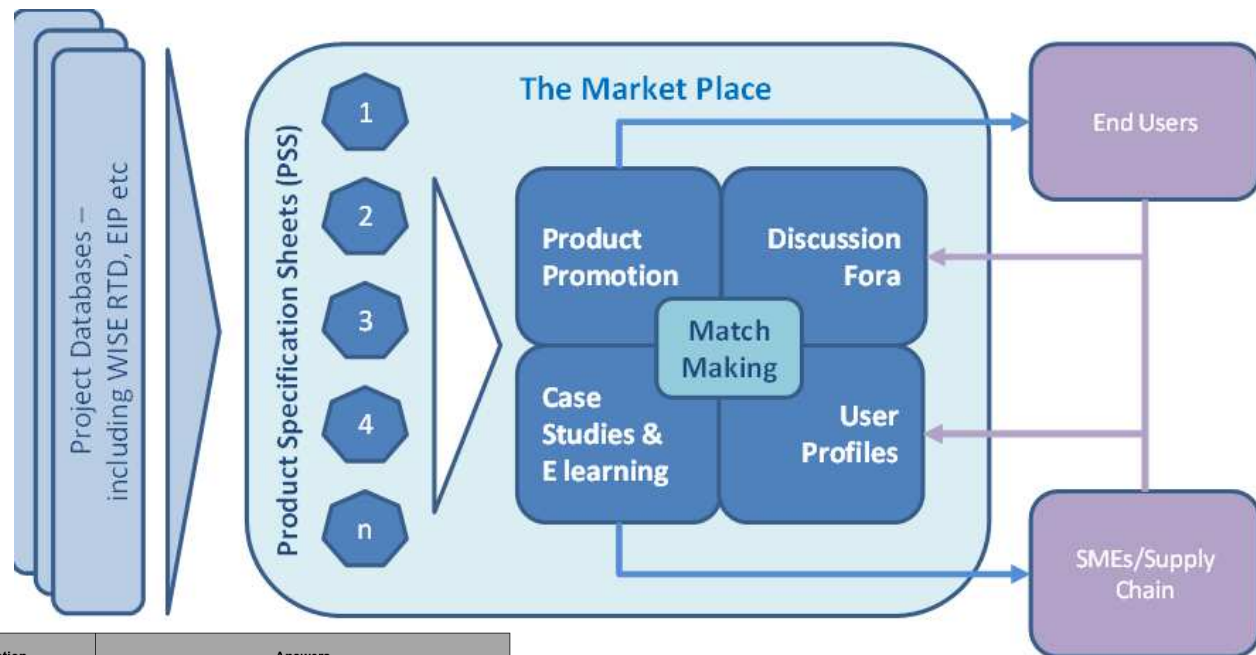 Project Databases –
including WISE RTD, EIP etc
Product Specification Sheets (PSS)
1
2
3
4
n
The Market Place
Product
Promotion
Discussion
Fora
Match
Making
Case
Studies &
E learning
User
Profiles
End Users
SMEs/Supply
Chain
Answers